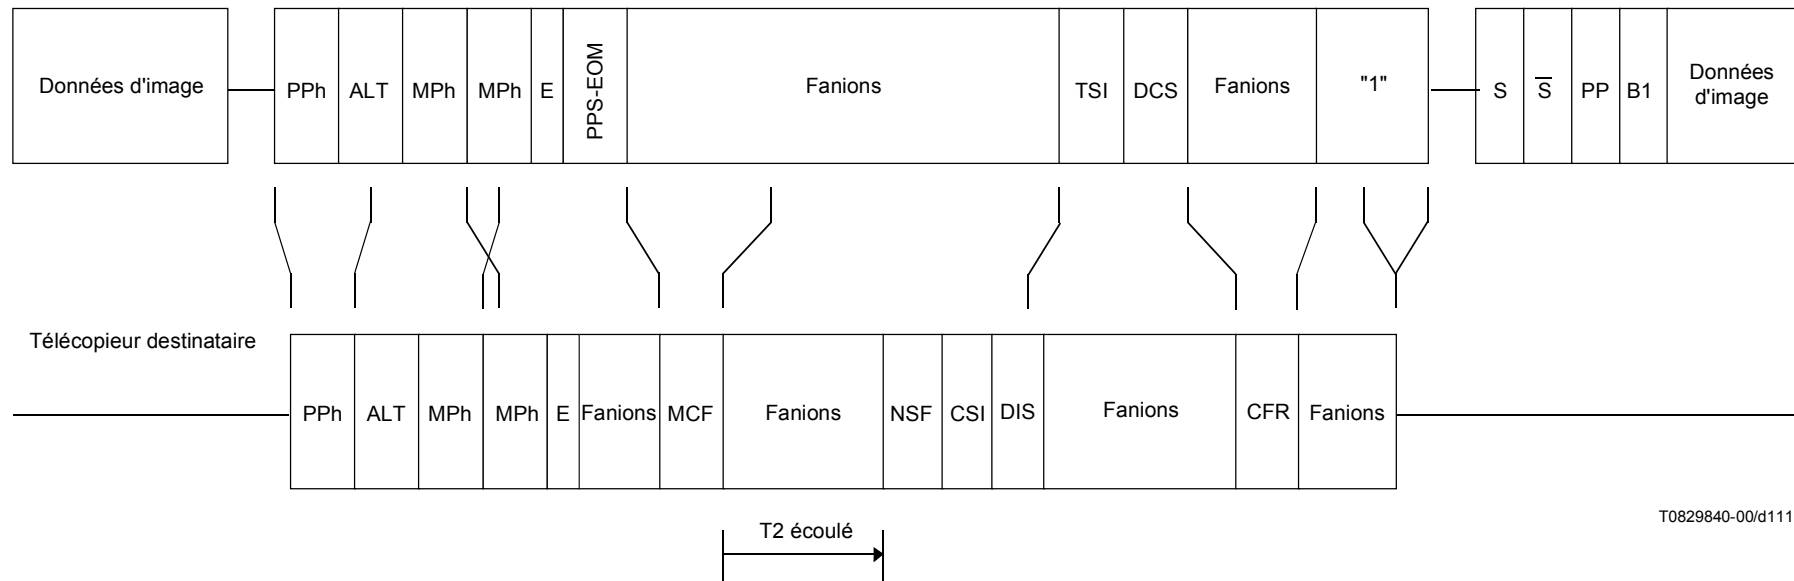 Données d'image
PPh ALT MPh MPh E PPS-EOM Fanions TSI DCS Fanions "1"
S S̅ PP B1 Données
d'image
Télécopieur destinataire
PPh ALT MPh MPh E Fanions MCF Fanions NSF CSI DIS Fanions CFR Fanions
T0829840-00/d111
T2 écoulé